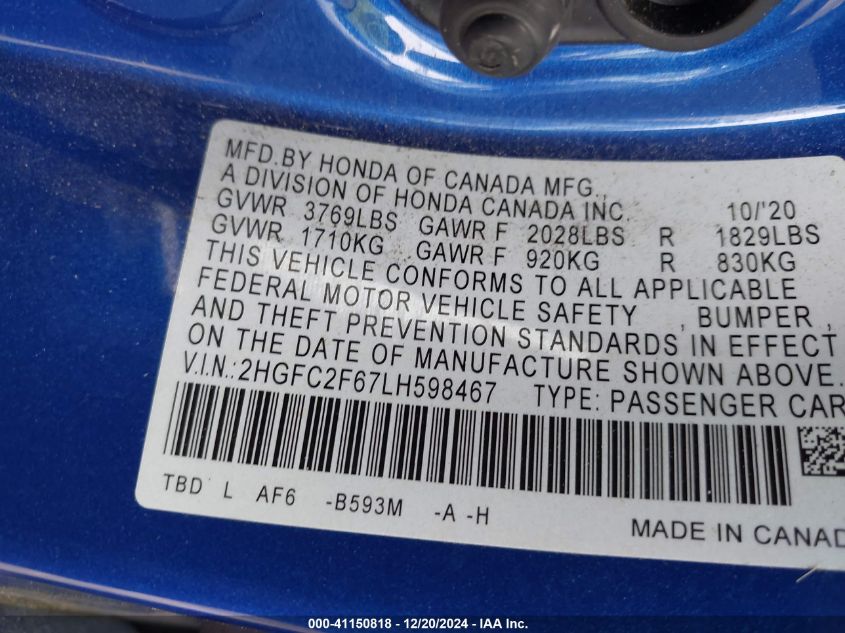 MFD.BY HONDA OF CANADA MFG.,
A DIVISION OF HONDA CANADA INC. 10/'20
GVWR 3769LBS GAWR F 2028LBS R 1829LBS
GVWR 1710KG GAWR F 920KG R 830KG
THIS VEHICLE CONFORMS TO ALL APPLICABLE
FEDERAL MOTOR VEHICLE SAFETY , BUMPER ,
AND THEFT PREVENTION STANDARDS IN EFFECT
ON THE DATE OF MANUFACTURE SHOWN ABOVE.
V.I.N.: 2HGFC2F67LH598467 TYPE: PASSENGER CAR
TBD L AF6 -B593M -A -H
MADE IN CANAD
000-41150818 - 12/20/2024 - IAA Inc.